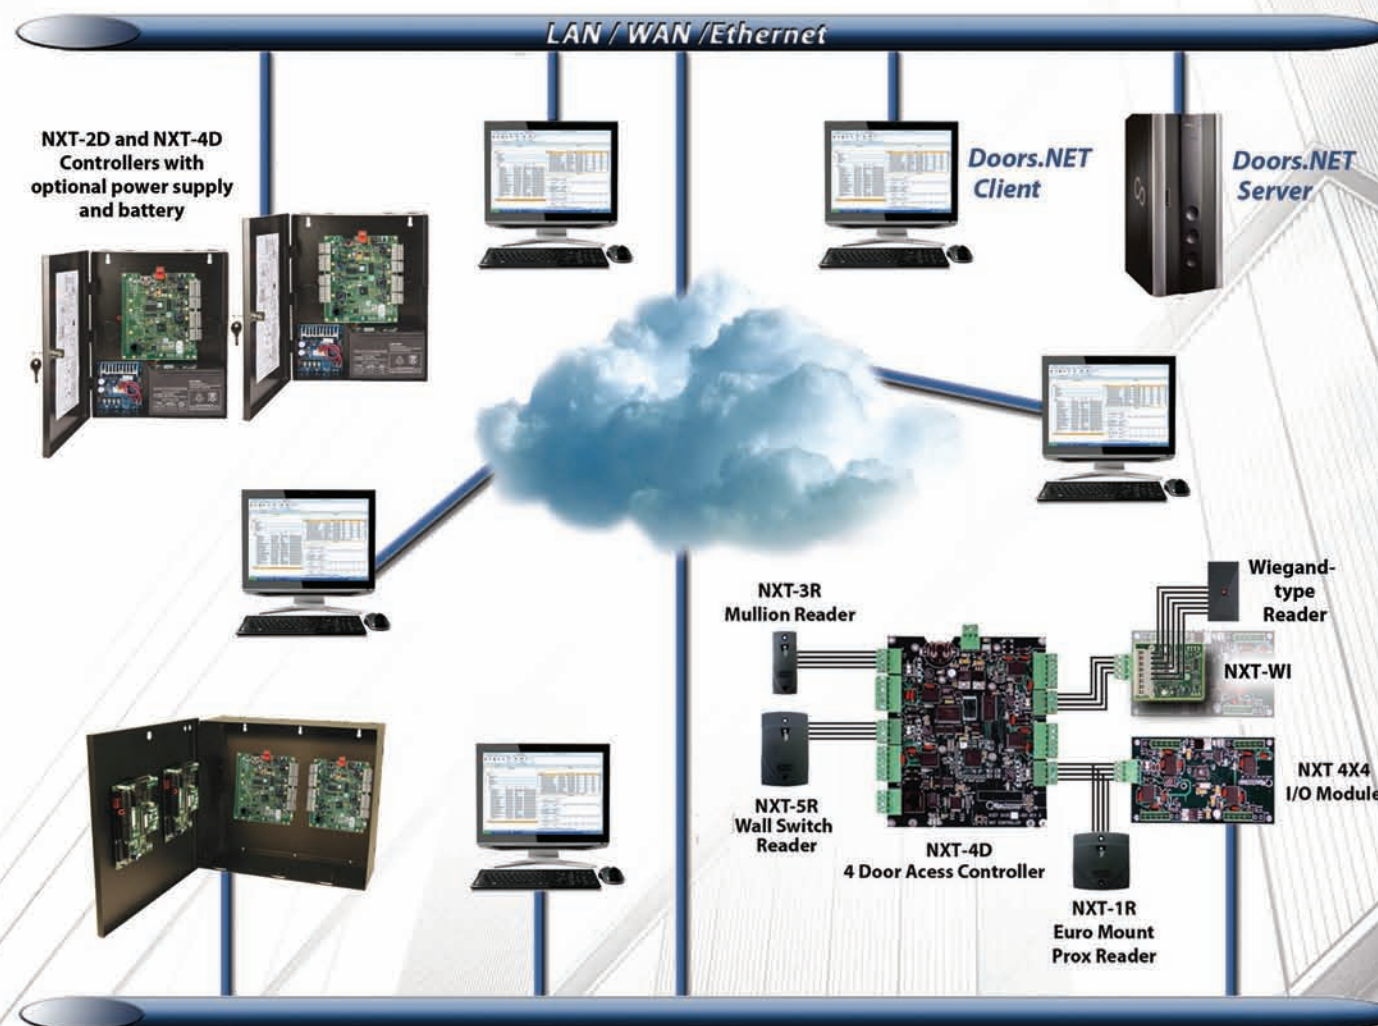 LAN / WAN /Ethernet
NXT-2D and NXT-4D
Controllers with
optional power supply
and battery
Doors.NET
Client
Doors.NET
Server
Wiegand-
type
Reader
NXT-3R
Mullion Reader
NXT-WI
NXT 4X4
I/O Module
NXT-5R
Wall Switch
Reader
NXT-4D
4 Door Acess Controller
NXT-1R
Euro Mount
Prox Reader